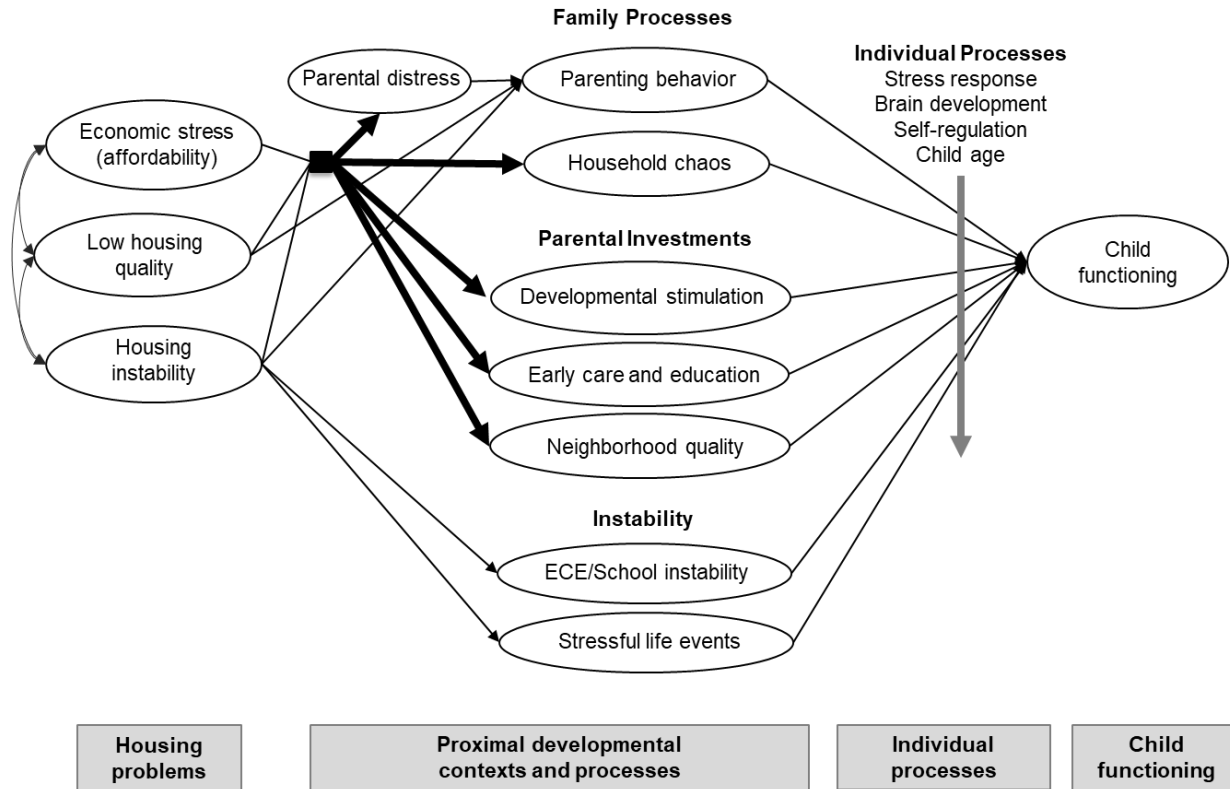 Family Processes
Parental distress
Parenting behavior
Individual Processes
Stress response
Brain development
Self-regulation
Child age
Economic stress
(affordability)
Household chaos
Low housing
quality
Parental Investments
Child
functioning
Developmental stimulation
Housing
instability
Early care and education
Neighborhood quality
Instability
ECE/School instability
Stressful life events
Housing
problems
Proximal developmental
contexts and processes
Individual
processes
Child
functioning